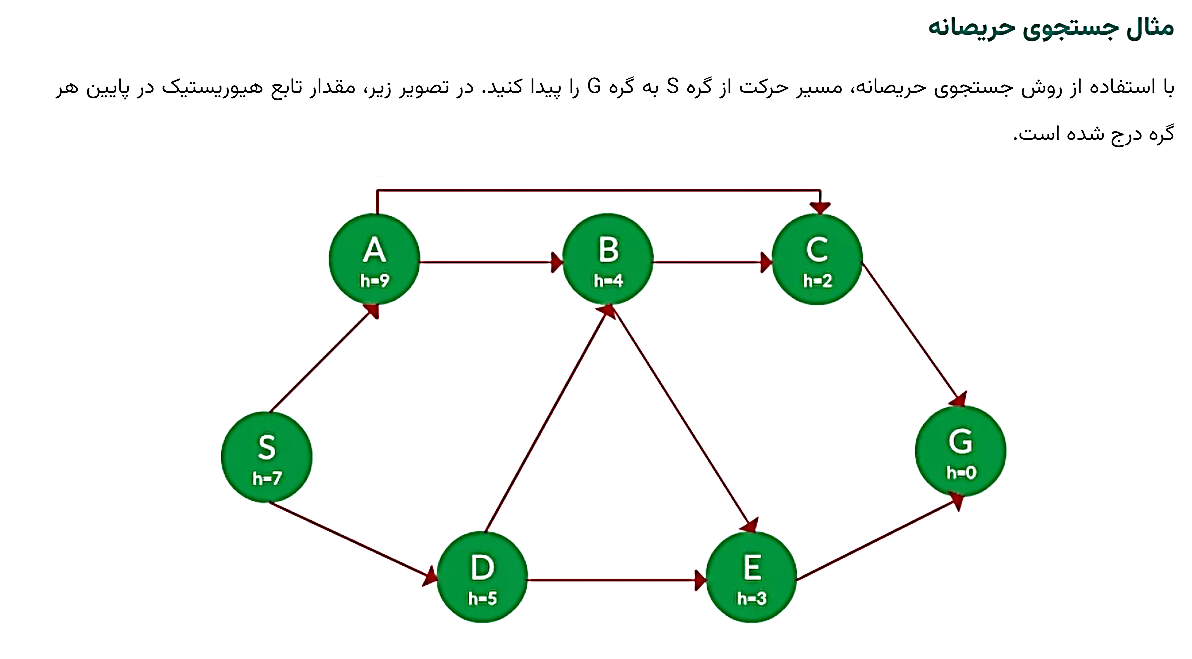 مثال جستجوی حریصانه
با استفاده از روش جستجوی حریصانه، مسیر حرکت از گره S به گره G را پیدا کنید. در تصویر زیر، مقدار تابع هیوریستیک در پایین هر
گره درج شده است.
A
h=9
B
h=4
C
h=2
S
h=7
G
h=0
D
h=5
E
h=3